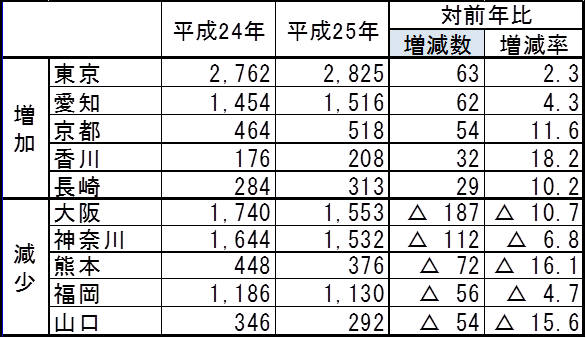 平成24年 平成25年 対前年比
増減数 増減率
増加
東京 2,762 2,825 63 2.3
愛知 1,454 1,516 62 4.3
京都 464 518 54 11.6
香川 176 208 32 18.2
長崎 284 313 29 10.2
減少
大阪 1,740 1,553 △ 187 △ 10.7
神奈川 1,644 1,532 △ 112 △ 6.8
熊本 448 376 △ 72 △ 16.1
福岡 1,186 1,130 △ 56 △ 4.7
山口 346 292 △ 54 △ 15.6